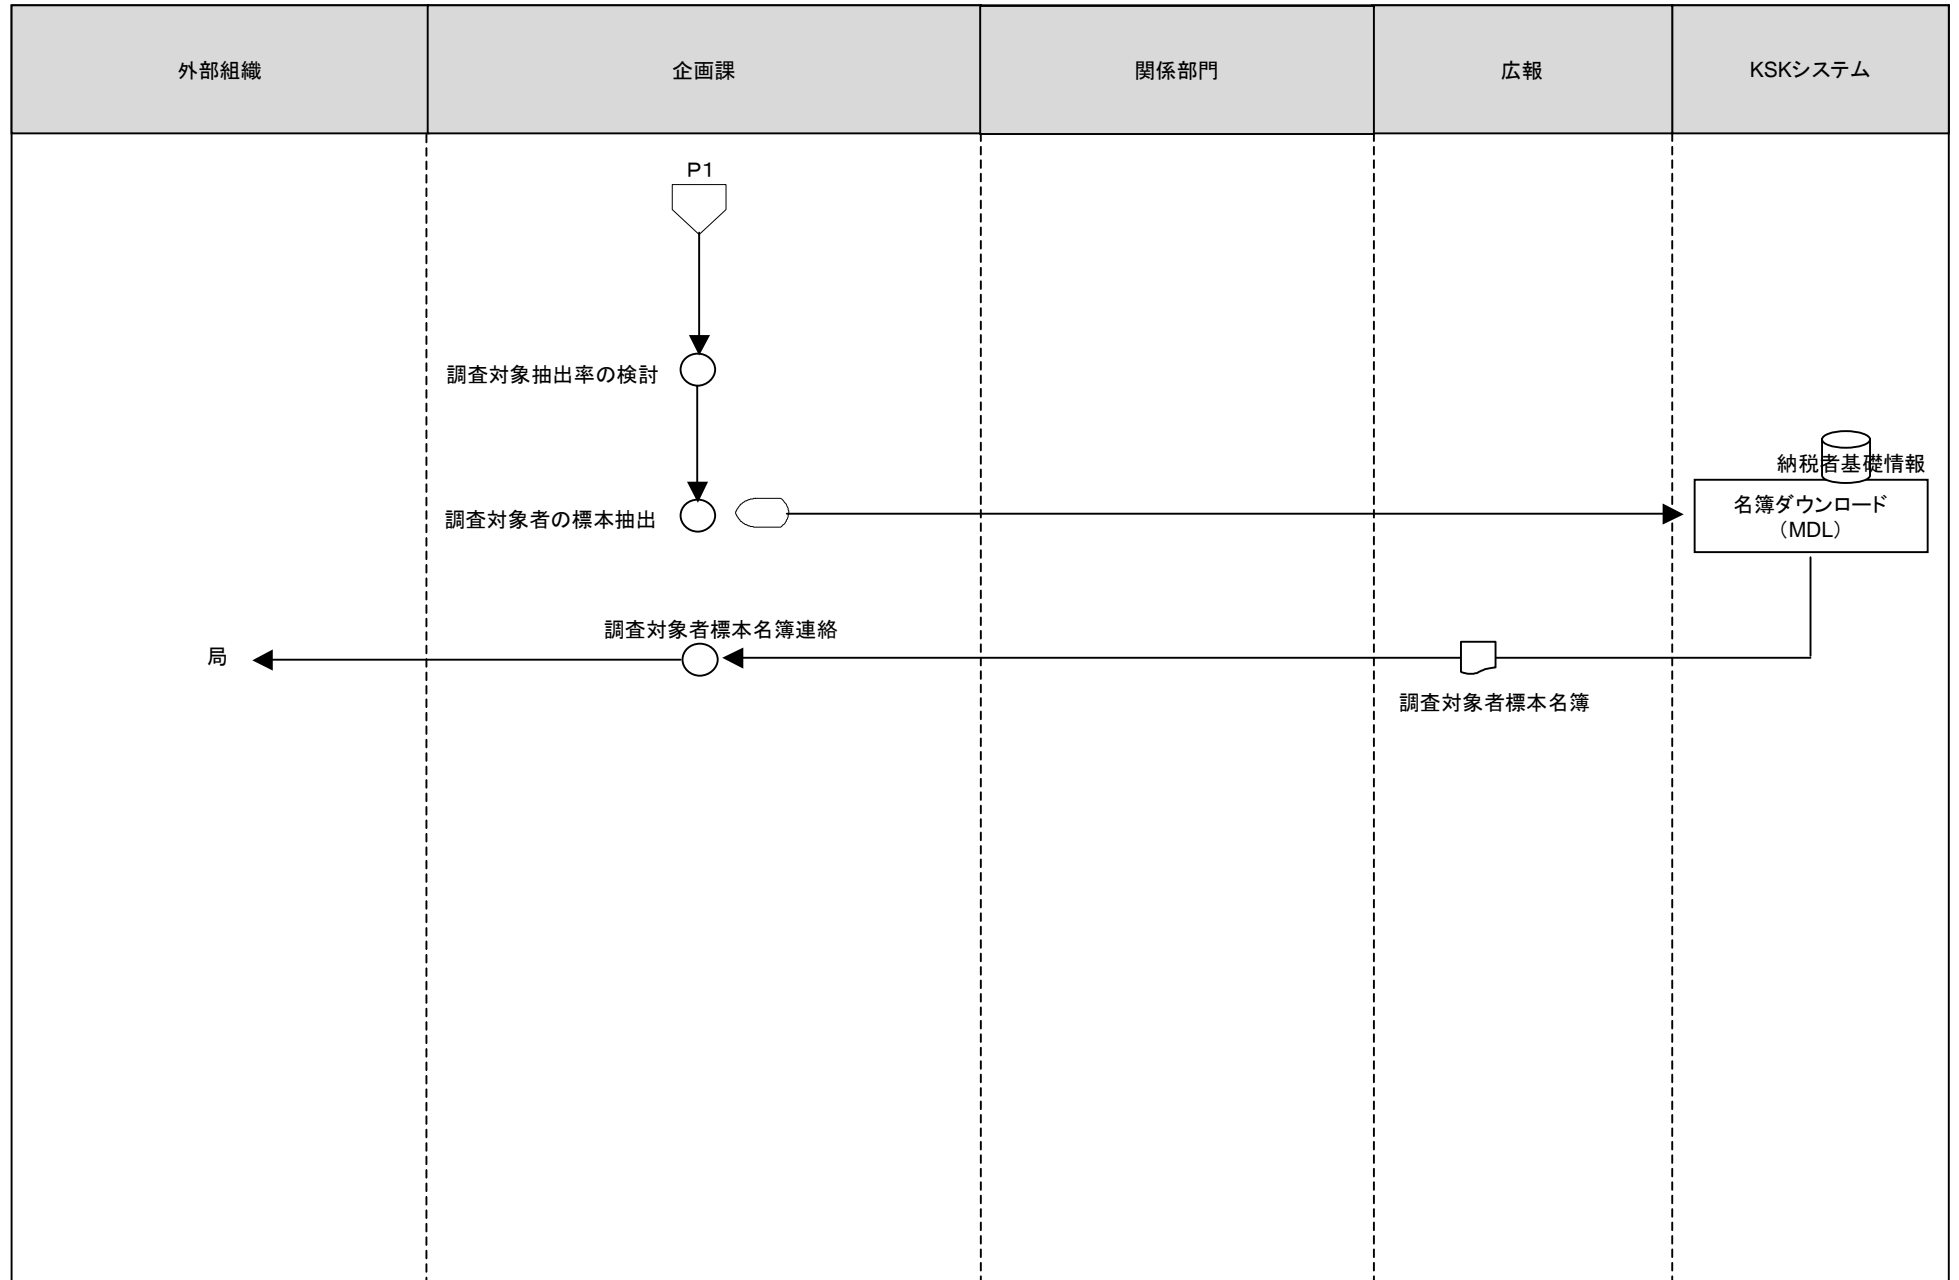 外部組織
企画課
関係部門
広報
KSKシステム
P1
調査対象抽出率の検討
納税者基礎情報
調査対象者の標本抽出
名簿ダウンロード
（MDL）
調査対象者標本名簿連絡
局
調査対象者標本名簿